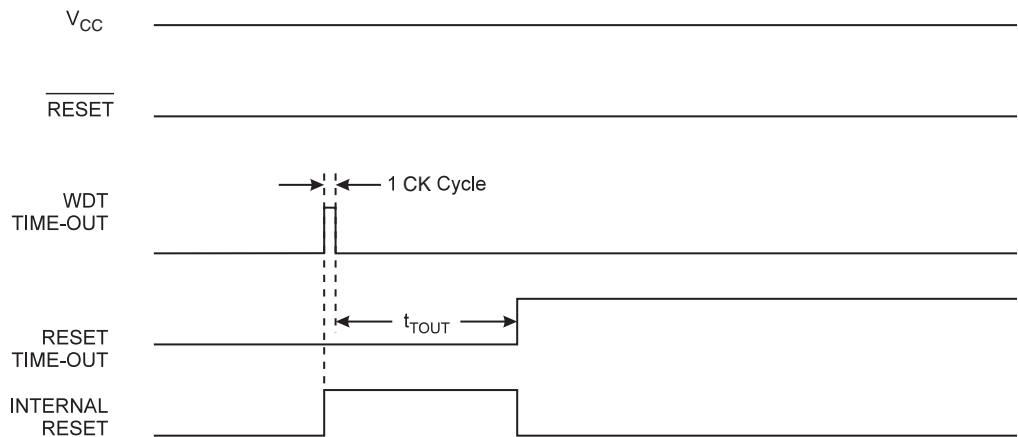 VCC
RESET
1 CK Cycle
WDT
TIME-OUT
tTOUT
RESET
TIME-OUT
INTERNAL
RESET